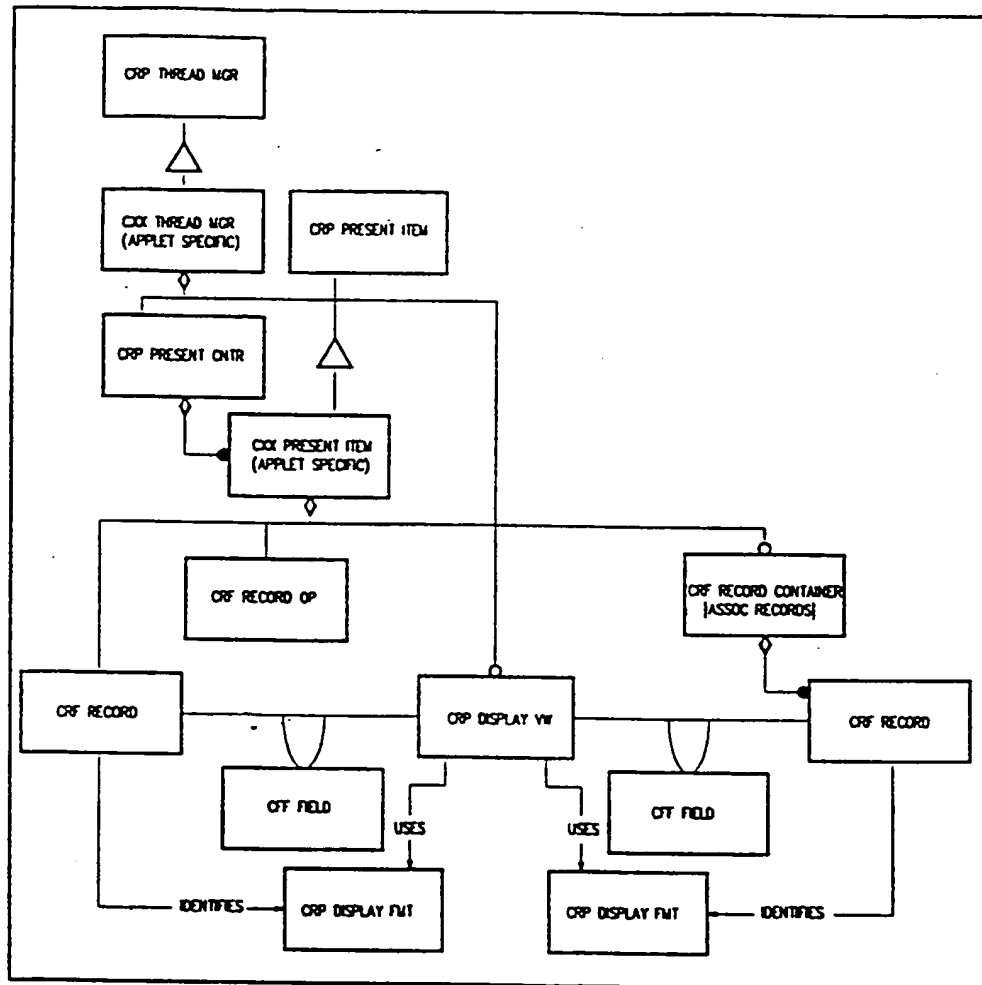 CRP THREAD MGR
CXX THREAD MGR
(APPLET SPECIFIC)
CRP PRESENT ITEM
CRP PRESENT CNTR
CXX PRESENT ITEM
(APPLET SPECIFIC)
CRF RECORD OP
CRF RECORD CONTAINER
|ASSOC RECORDS|
CRF RECORD
CRP DISPLAY VW
CRF RECORD
CFF FIELD
CFF FIELD
USES
USES
IDENTIFIES
CRP DISPLAY FMT
CRP DISPLAY FMT
IDENTIFIES